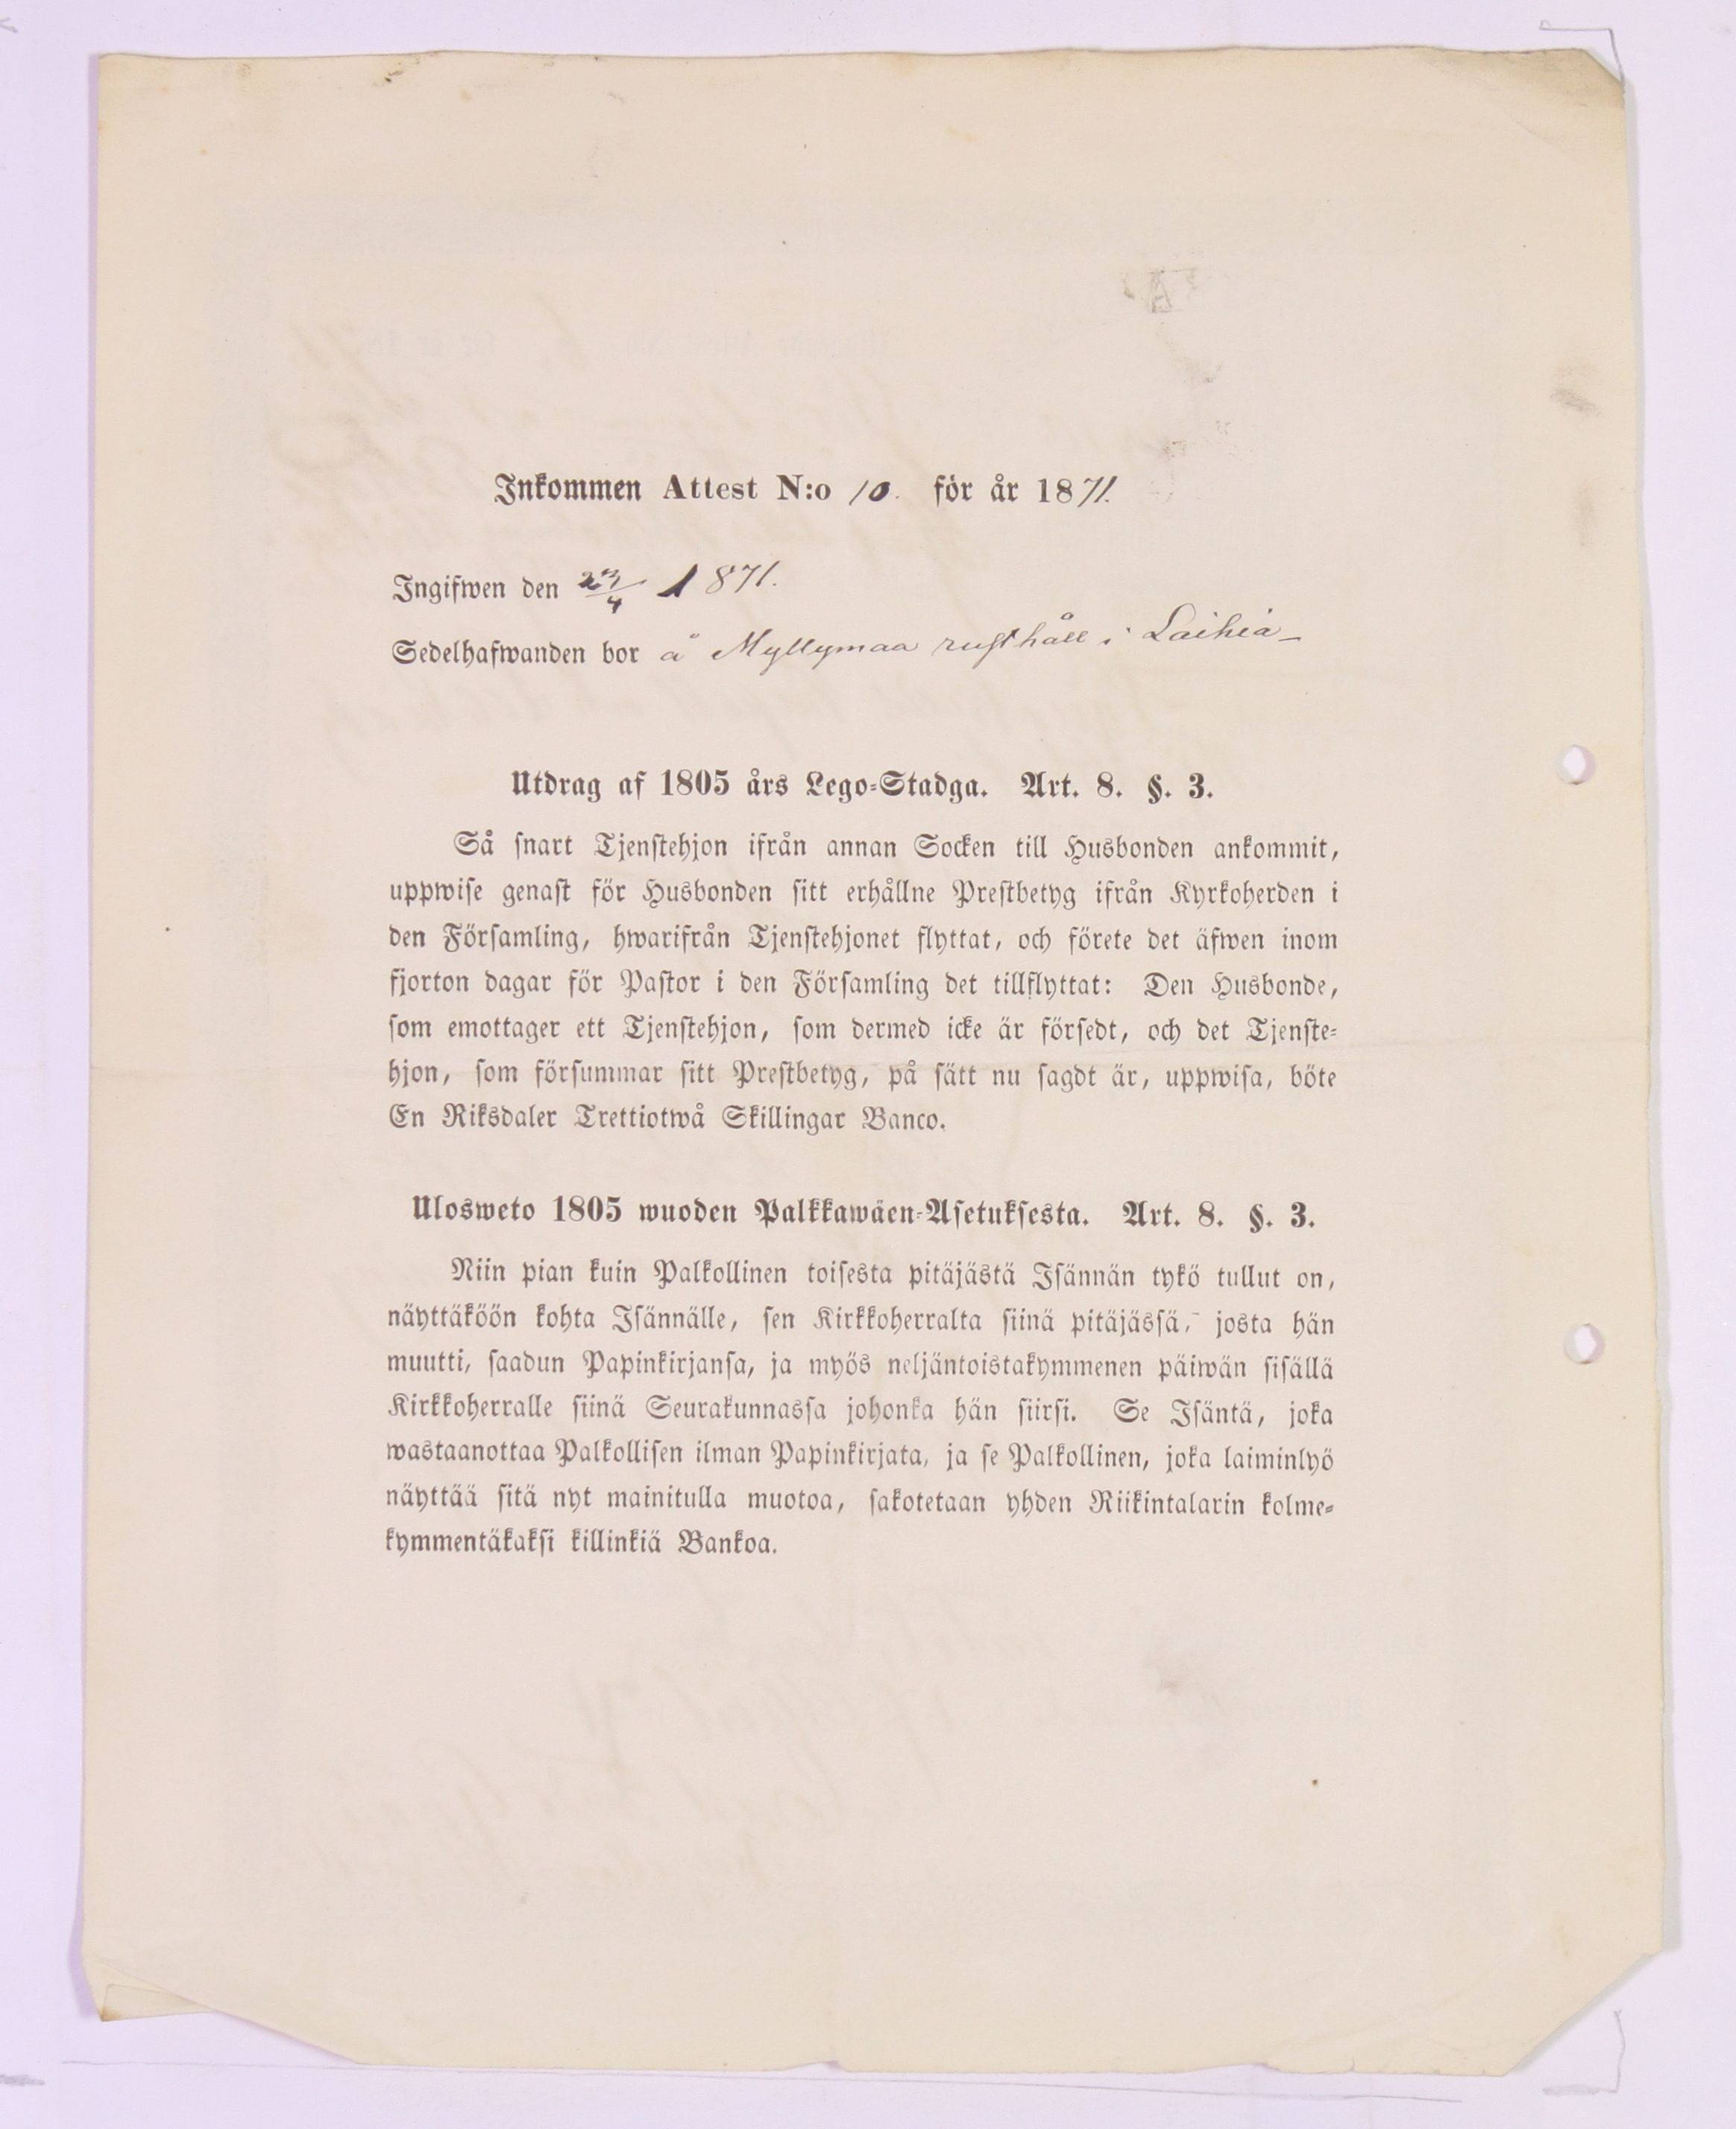 Inkommen Attest N:o 10. för år 1871.
Ingifwen den 23/4 1871.
Sedelhafwanden bor å Myllymaa rusthåll i Laihia
Utdrag af 1805 års Lego-Stadga. Art. 8. §. 3.
Så snart Tjenstehjon ifrån annan Socken till Husbonden ankommit,
uppwise genast för Husbonden sitt erhållne Prestbetyg ifrån Kyrkoherden i
den Församling, hwarifrån Tjenstehjonet flyttat, och förete det äfwen inom
fjorton dagar för Pastor i den Församling det tillflyttat: Den Husbonde,
som emottager ett Tjenstehjon, som dermed icke är försedt, och det Tjenste-
hjon, som försummar sitt Prestbetyg, på sätt nu sagdt är, uppwisa, böte
En Riksdaler Trettiotwå Skillingar Banco.
Ulosweto 1805 wuoden Palkkawäen-Asetuksesta. Art. 8. §. 3.
Niin pian kuin Palkollinen toisesta pitäjästä Isännän tykö tullut on,
näyttäköön kohta Isännälle, sen Kirkkoherralta siinä pitäjässä, josta hän
muutti, saadun Papinkirjansa, ja myös neljäntoistakymmenen päiwän sisällä
Kirkkoherralle siinä Seurakunnassa johonka hän siirsi. Se Isäntä, joka
wastaanottaa Palkollisen ilman Papinkirjata, ja se Palkollinen, joka laiminlyö
näyttää sitä nyt mainitulla muotoa, sakotetaan yhden Riikintalarin kolme-
kymmentäkaksi killinkiä Bankoa.